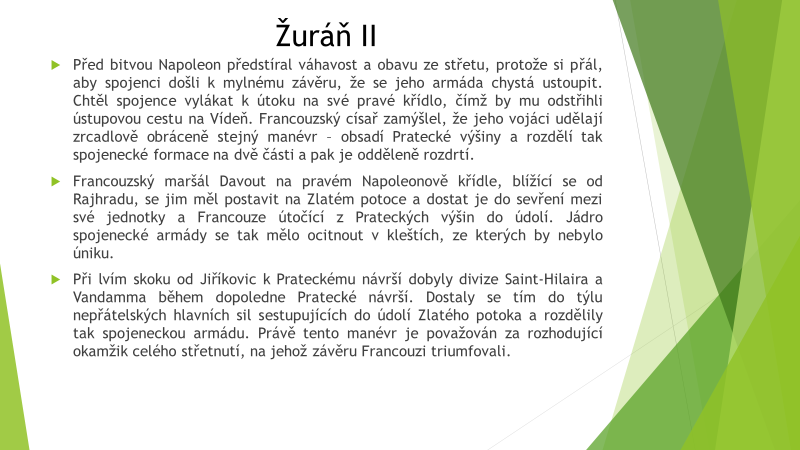 Žuráň II
Před bitvou Napoleon předstíral váhavost a obavu ze střetu, protože si přál,
aby spojenci došli k mylnému závěru, že se jeho armáda chystá ustoupit.
Chtěl spojence vylákat k útoku na své pravé křídlo, čímž by mu odstřihli
ústupovou cestu na Vídeň. Francouzský císař zamýšlel, že jeho vojáci udělají
zrcadlově obráceně stejný manévr – obsadí Pratecké výšiny a rozdělí tak
spojenecké formace na dvě části a pak je odděleně rozdrtí.
Francouzský maršál Davout na pravém Napoleonově křídle, blížící se od
Rajhradu, se jim měl postavit na Zlatém potoce a dostat je do sevření mezi
své jednotky a Francouze útočící z Prateckých výšin do údolí. Jádro
spojenecké armády se tak mělo ocitnout v kleštích, ze kterých by nebylo
úniku.
Při lvím skoku od Jiříkovic k Prateckému návrší dobyly divize Saint-Hilaira a
Vandamma během dopoledne Pratecké návrší. Dostaly se tím do týlu
nepřátelských hlavních sil sestupujících do údolí Zlatého potoka a rozdělily
tak spojeneckou armádu. Právě tento manévr je považován za rozhodující
okamžik celého střetnutí, na jehož závěru Francouzi triumfovali.